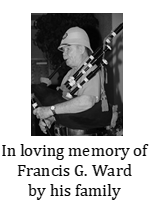 In loving memory of
Francis G. Ward
by his family